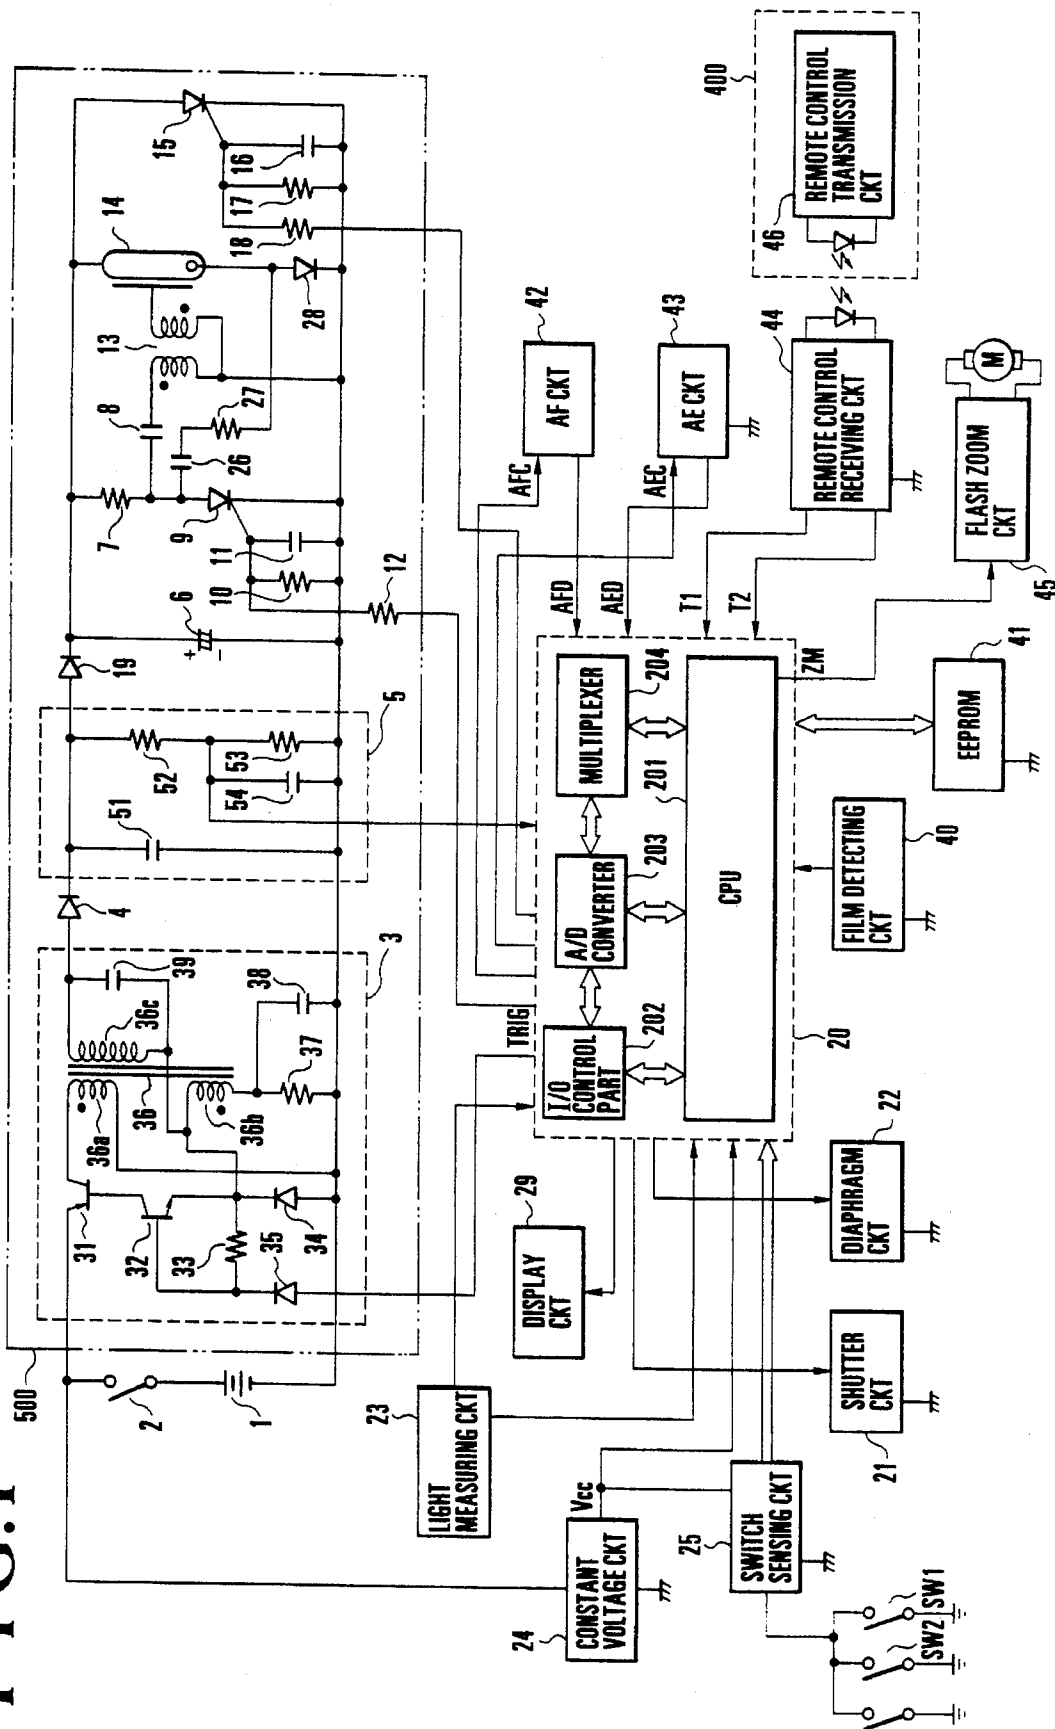 FIG. 1
500
1
2
3
31
32
33
34
35
36
36a
36b
36c
37
38
39
4
5
51
52
53
54
19
6
+
−
7
8
9
10
11
12
13
14
15
16
17
18
26
27
28
TRIG
AFC
AFD
AEC
AED
T1
T2
ZM
Vcc
LIGHT
MEASURING CKT
23
CONSTANT
VOLTAGE CKT
24
SWITCH
SENSING CKT
25
SW1
SW2
DISPLAY
CKT
29
SHUTTER
CKT
21
DIAPHRAGM
CKT
22
I/O
CONTROL
PART
202
A/D
CONVERTER
203
MULTIPLEXER
204
CPU
201
20
FILM DETECTING
CKT
40
EEPROM
41
AF CKT
42
AE CKT
43
REMOTE CONTROL
RECEIVING CKT
44
FLASH ZOOM
CKT
45
M
REMOTE CONTROL
TRANSMISSION
CKT
46
400